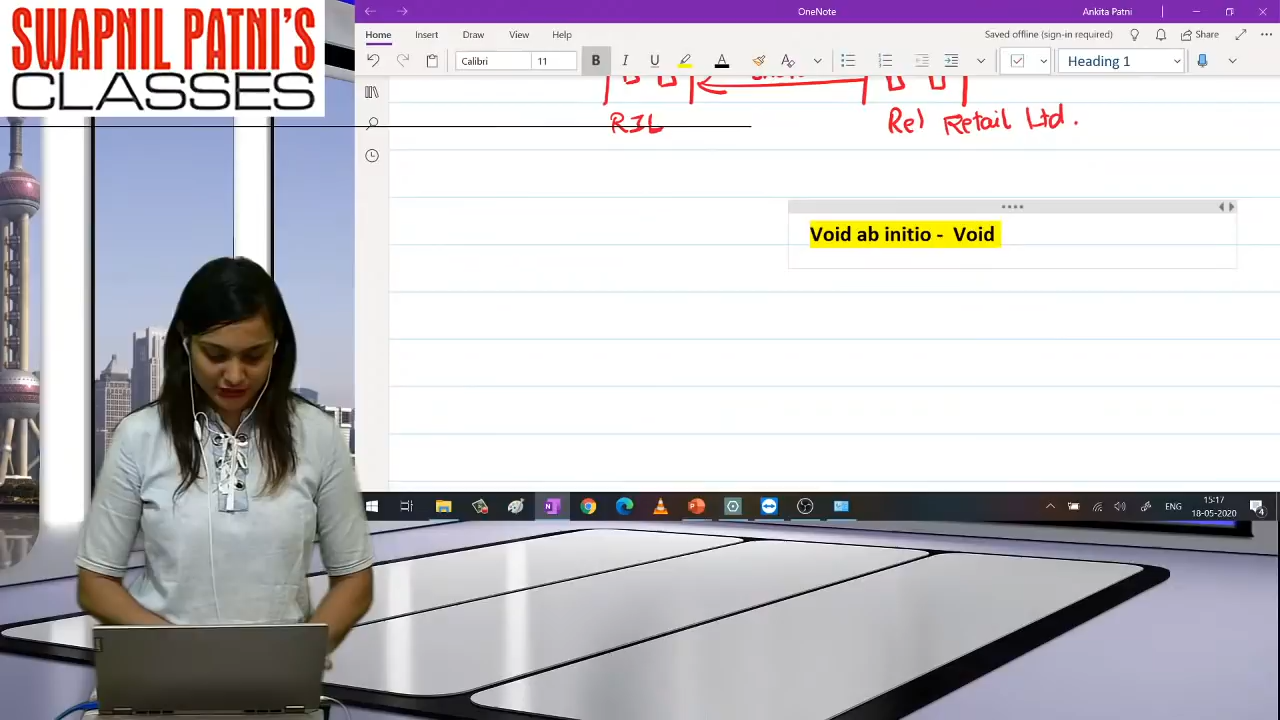 SWAPNIL PATNI'S
CLASSES
OneNote
Ankita Patni
Home Insert Draw View Help
Saved offline (sign-in required)
Share
Calibri 11 B I U A Heading 1
RIL
Rel Retail Ltd.
Void ab initio - Void
ENG
15:17
18-05-2020